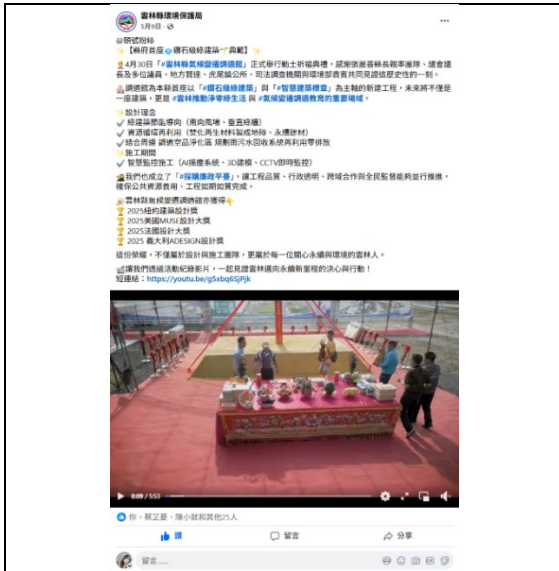 雲林縣環境保護局
5月9日
@頭號粉絲
【縣府首座 鑽石級綠建築 典範】
4月30日「#雲林縣氣候變遷調適館」正式舉行動土祈福典禮，感謝張麗善縣長親率團隊、議會議
長及多位議員、地方賢達、虎尾鎮公所、司法調查機關與環境部貴賓共同見證這歷史性的一刻。
調適館為本縣首座以「#鑽石級綠建築」與「#智慧建築標章」為主軸的新建工程，未來將不僅是
一座建築，更是 #雲林推動淨零綠生活 與 #氣候變遷調適教育的重要場域。
設計理念
綠建築節能導向（南向風場、垂直綠牆）
資源循環再利用（焚化再生材料製成地磚、永續建材）
結合周邊 調適空品淨化區 規劃雨污水回收系統再利用零排放
施工期間
智慧監控施工（AI揚塵系統、3D建模、CCTV即時監控）
我們也成立了「#採購廉政平臺」，讓工程品質、行政透明、跨域合作與全民監督能夠並行推進，
確保公共資源善用、工程如期如質完成。
雲林縣氣候變遷調適館亦獲得
2025紐約建築設計獎
2025美國MUSE設計大獎
2025法國設計大獎
2025 義大利ADESIGN設計獎
這份榮耀，不僅屬於設計與施工團隊，更屬於每一位關心永續與環境的雲林人。
讓我們透過活動紀錄影片，一起見證雲林邁向永續新里程的決心與行動！
短連結：https://youtu.be/g5xbq65jPjk
0:09 / 5:53
你、蔡芷菱、陳小就和其他25人
讚
留言
分享
留言……